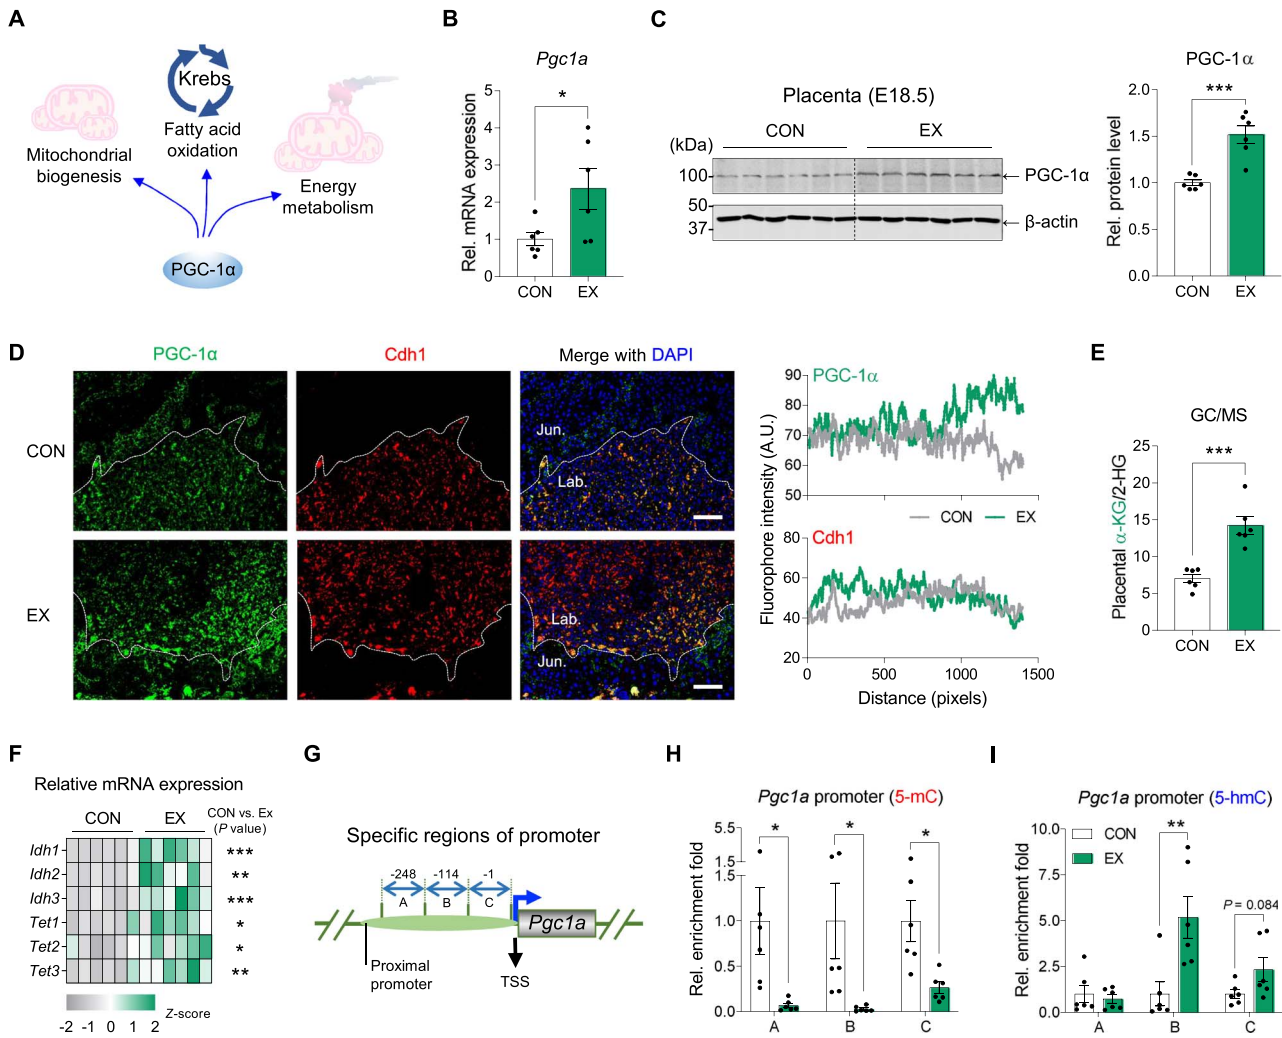 A
Krebs
Fatty acid
oxidation
Mitochondrial
biogenesis
Energy
metabolism
PGC-1α
B
Pgc1a
*
Rel. mRNA expression
5
4
3
2
1
0
CON
EX
C
Placenta (E18.5)
CON
EX
(kDa)
100
PGC-1α
50
37
β-actin
PGC-1α
***
Rel. protein level
2.0
1.5
1.0
0.5
0.0
CON
EX
D
PGC-1α
Cdh1
Merge with DAPI
CON
Jun.
Lab.
EX
Lab.
Jun.
Fluorophore intensity (A.U.)
90
80
70
60
50
PGC-1α
CON
EX
80
60
40
20
Cdh1
0
500
1000
1500
Distance (pixels)
E
GC/MS
***
Placental α-KG/2-HG
25
20
15
10
5
0
CON
EX
F
Relative mRNA expression
CON
EX
CON vs. Ex
(P value)
Idh1 ***
Idh2 **
Idh3 ***
Tet1 *
Tet2 *
Tet3 **
-2 -1 0 1 2
Z-score
G
Specific regions of promoter
-248
-114
-1
A
B
C
Pgc1a
Proximal
promoter
TSS
H
Pgc1a promoter (5-mC)
Rel. enrichment fold
5.5
1.5
1.5
1.0
0.5
0.0
*
*
*
A
B
C
I
Pgc1a promoter (5-hmC)
Rel. enrichment fold
10.0
7.5
5.0
2.5
0.0
CON
EX
**
P = 0.084
A
B
C